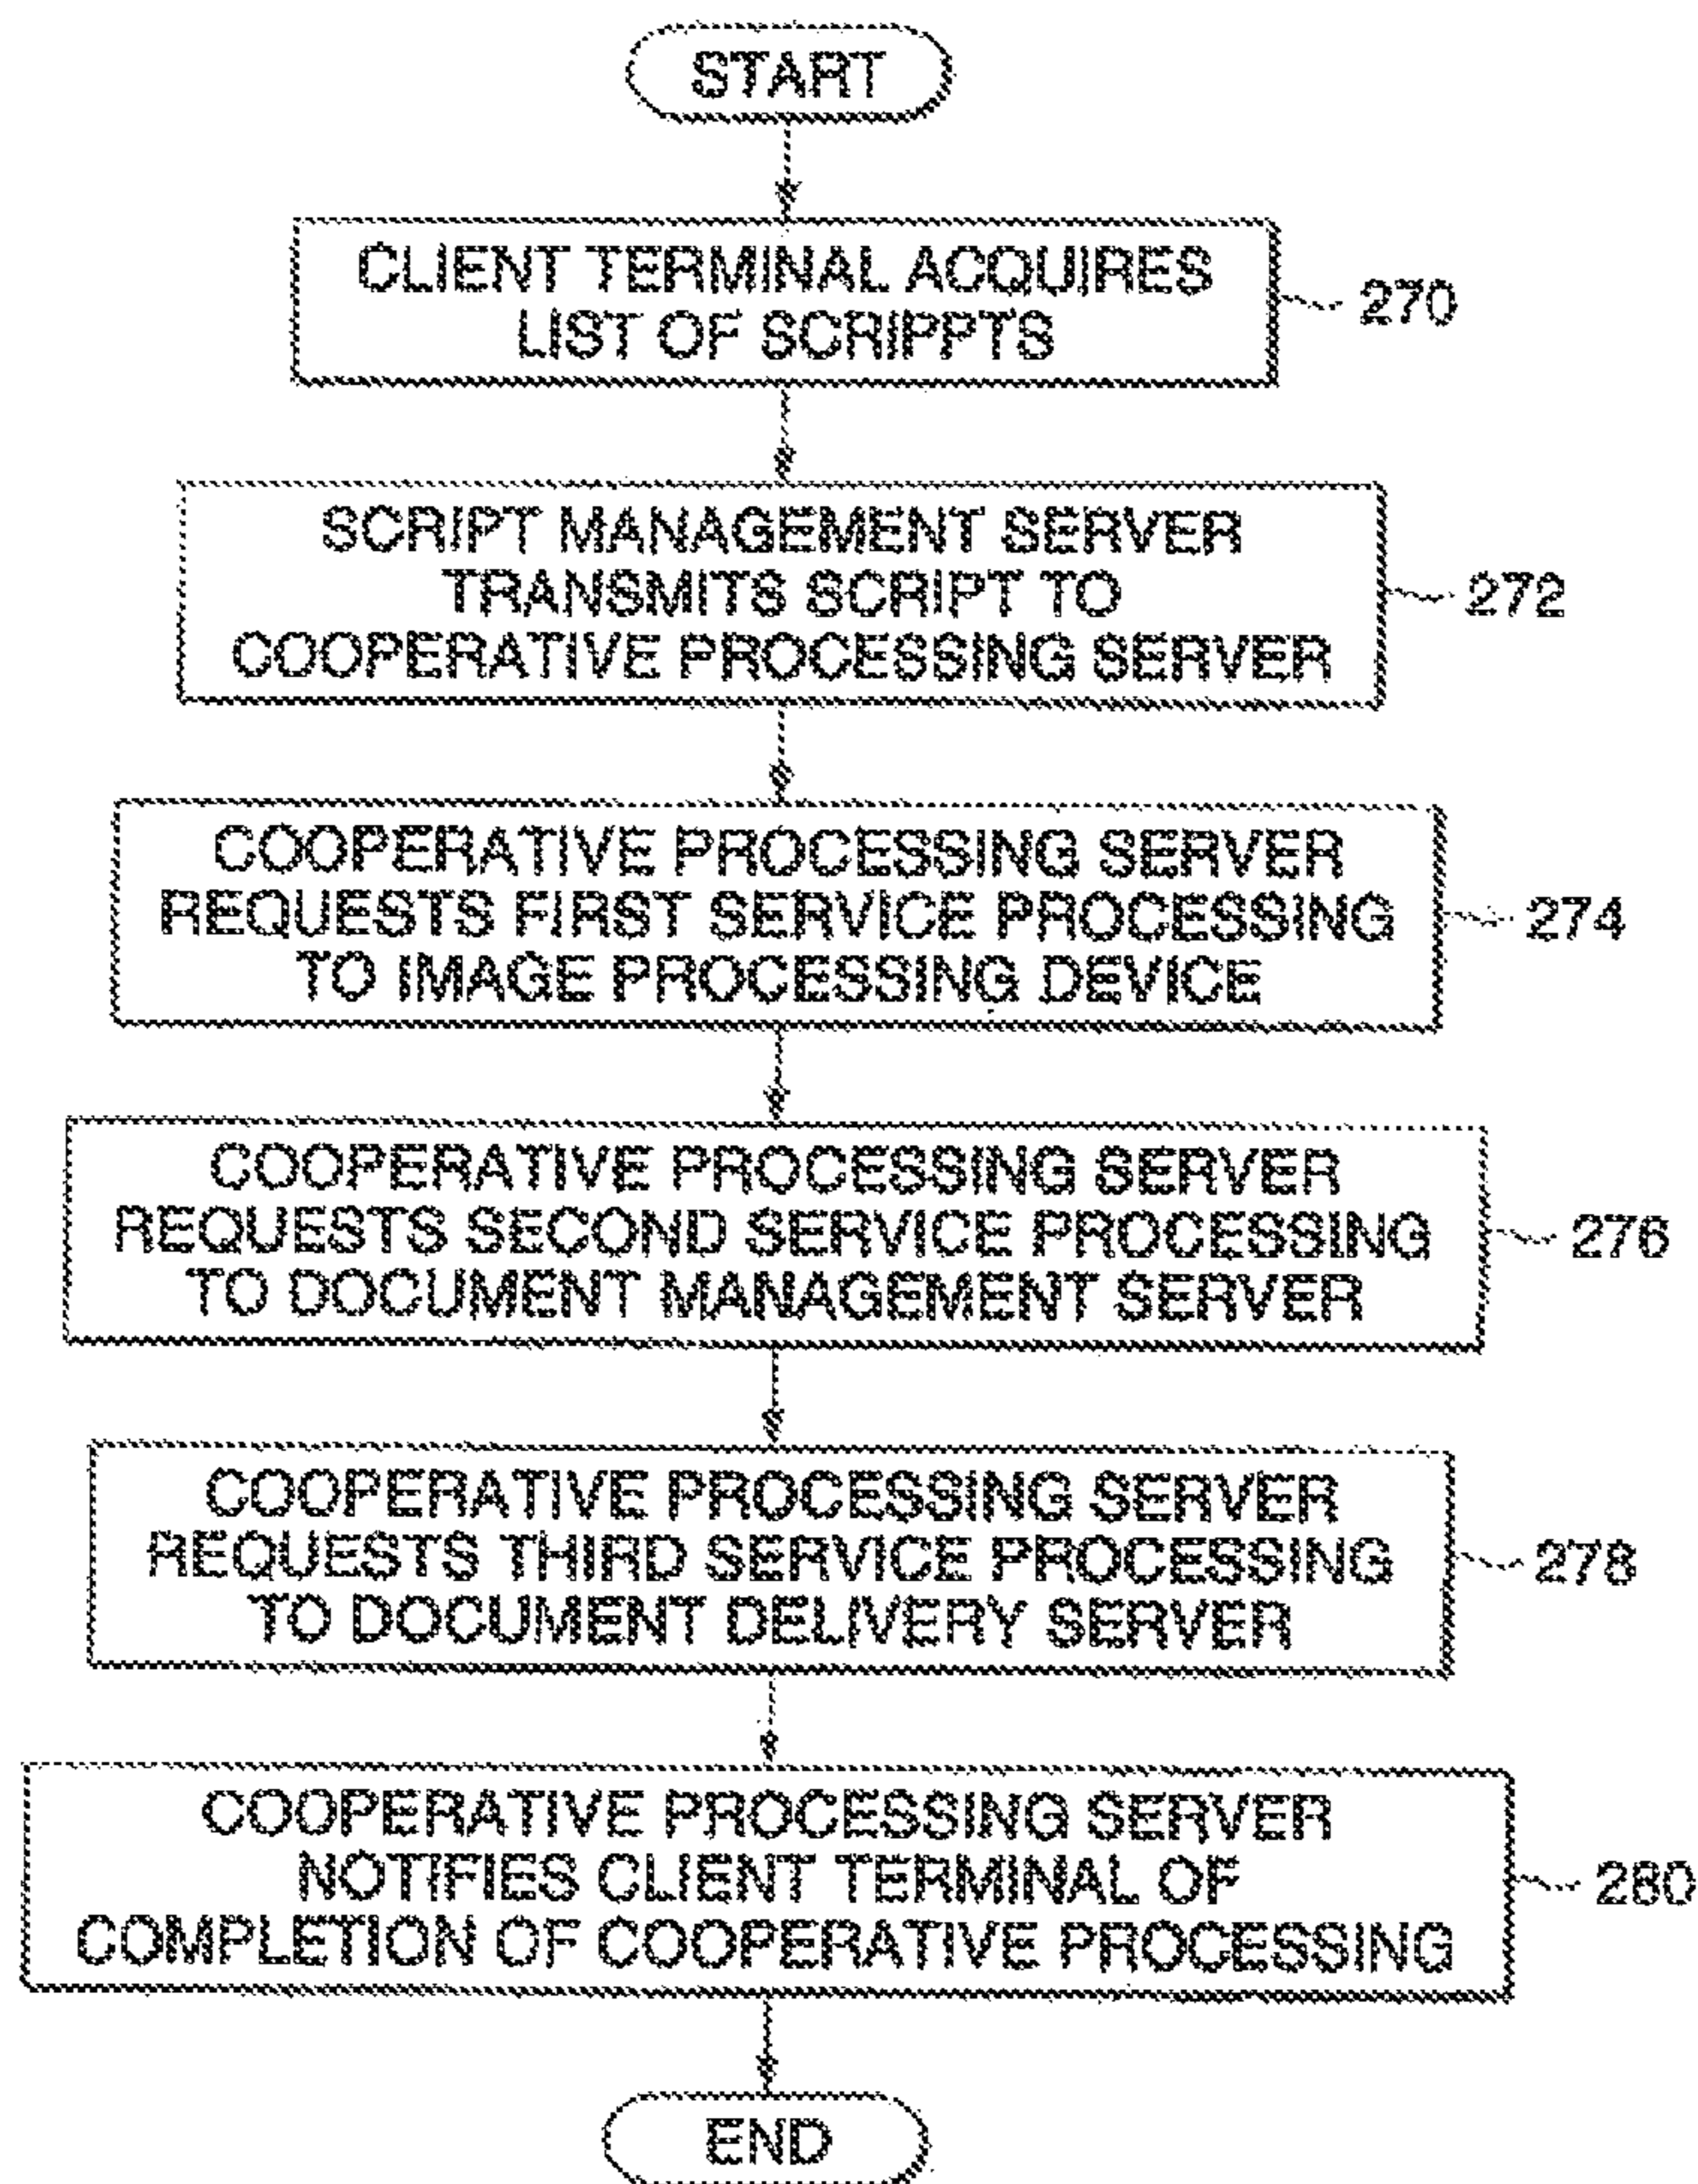 START
CLIENT TERMINAL ACQUIRES
LIST OF SCRIPPTS
270
SCRIPT MANAGEMENT SERVER
TRANSMITS SCRIPT TO
COOPERATIVE PROCESSING SERVER
272
COOPERATIVE PROCESSING SERVER
REQUESTS FIRST SERVICE PROCESSING
TO IMAGE PROCESSING DEVICE
274
COOPERATIVE PROCESSING SERVER
REQUESTS SECOND SERVICE PROCESSING
TO DOCUMENT MANAGEMENT SERVER
276
COOPERATIVE PROCESSING SERVER
REQUESTS THIRD SERVICE PROCESSING
TO DOCUMENT DELIVERY SERVER
278
COOPERATIVE PROCESSING SERVER
NOTIFIES CLIENT TERMINAL OF
COMPLETION OF COOPERATIVE PROCESSING
280
END